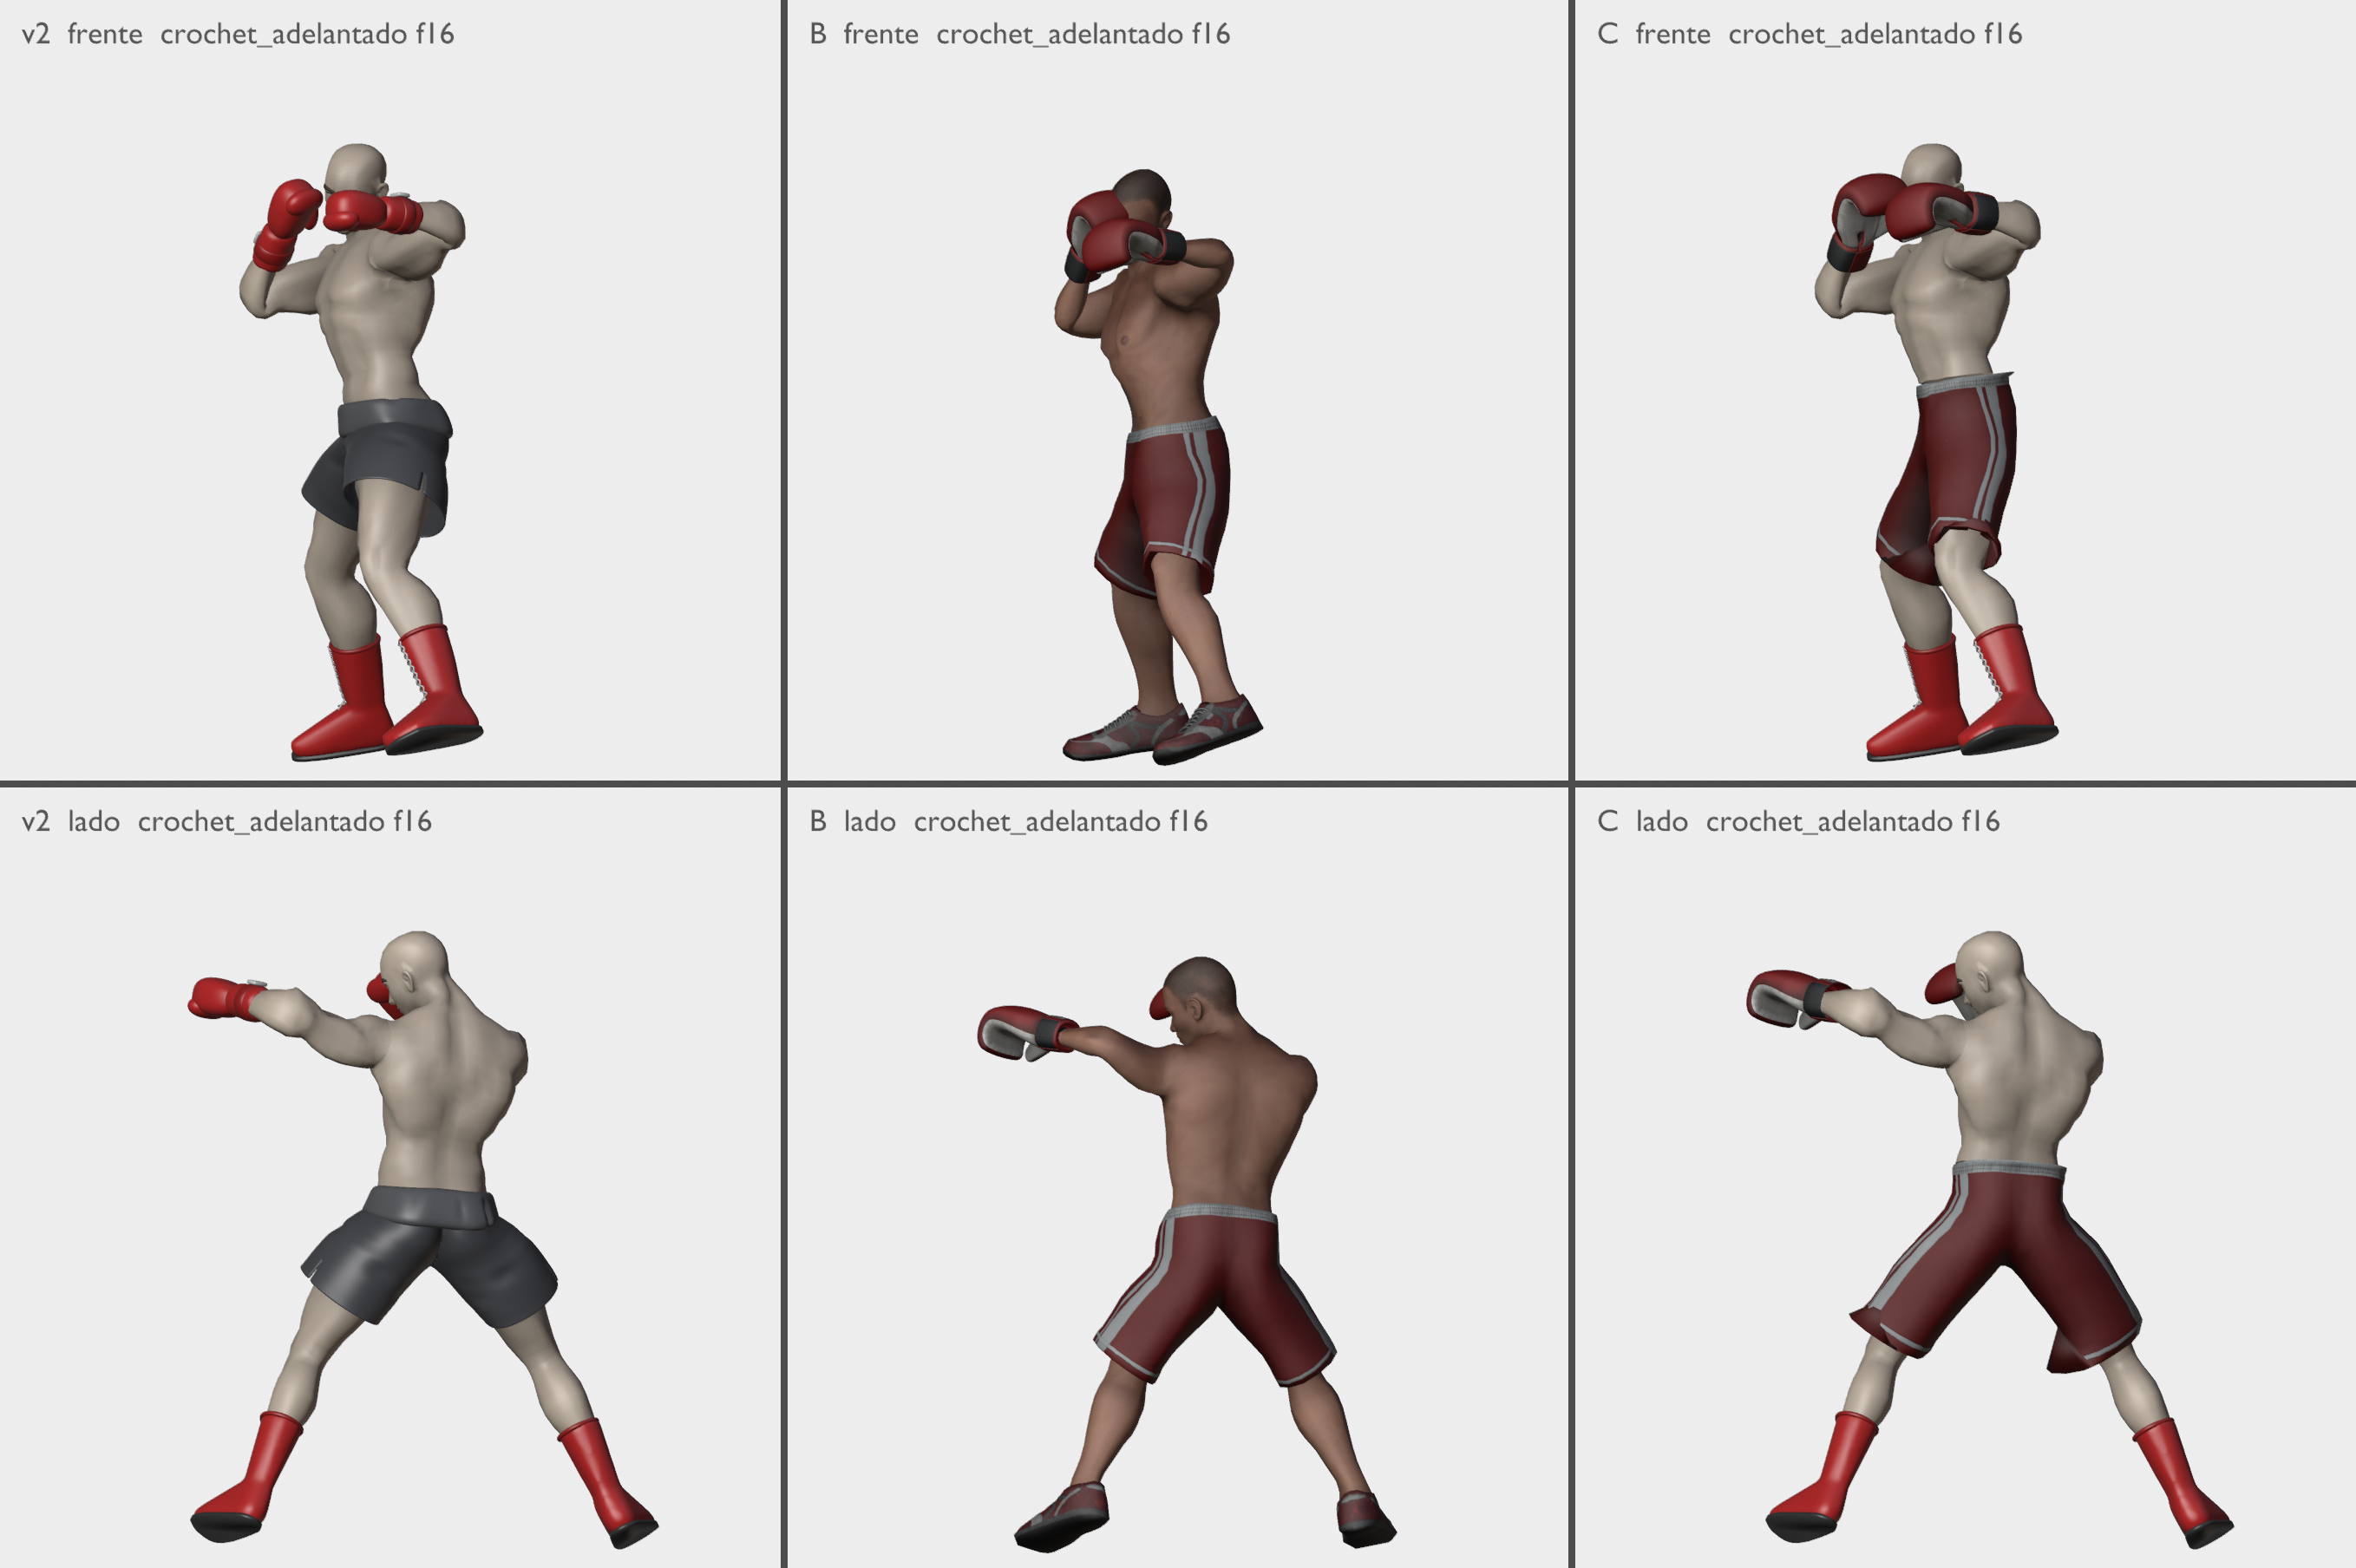 v2 frente crochet_adelantado f16
B frente crochet_adelantado f16
C frente crochet_adelantado f16
v2 lado crochet_adelantado f16
B lado crochet_adelantado f16
C lado crochet_adelantado f16